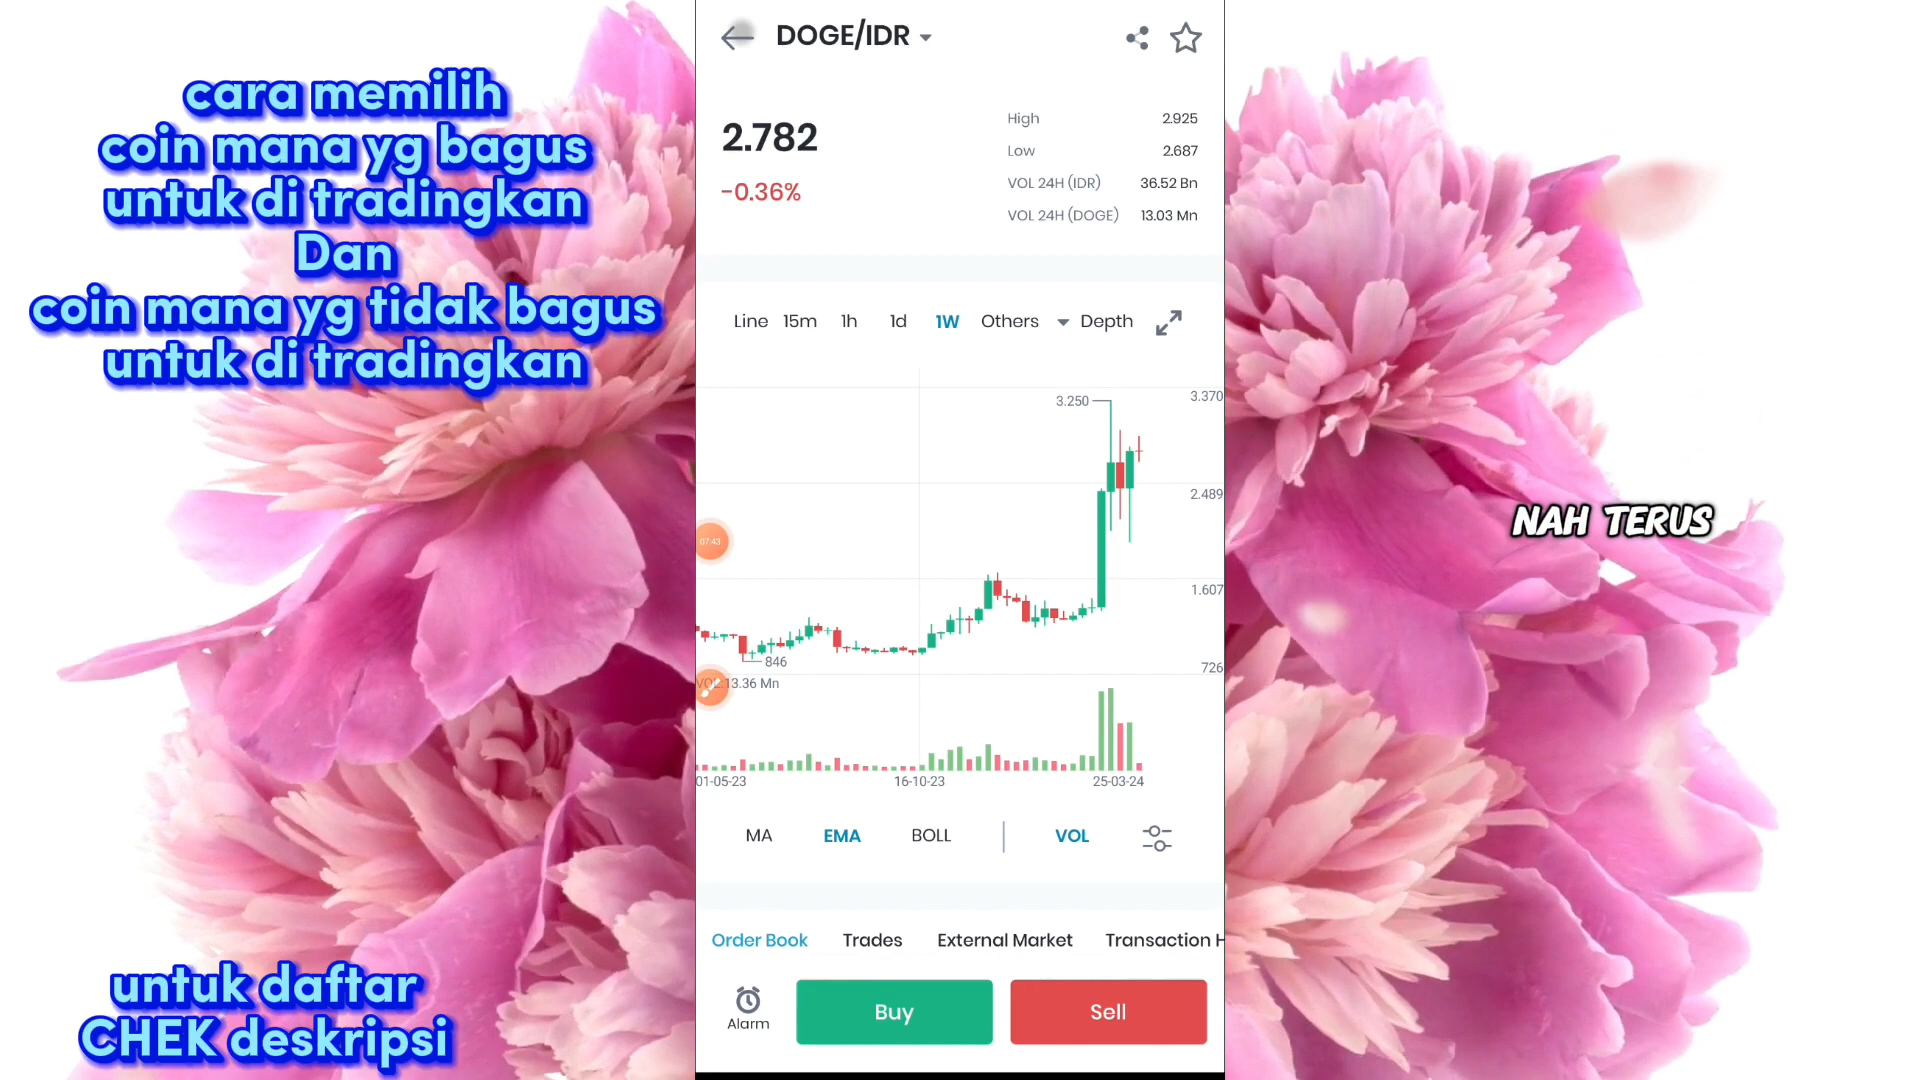 cara memilih
coin mana yg bagus
untuk di tradingkan
Dan
coin mana yg tidak bagus
untuk di tradingkan
untuk daftar
CHEK deskripsi
DOGE/IDR
2.782
-0.36%
High 2.925
Low 2.687
VOL 24H (IDR) 36.52 Bn
VOL 24H (DOGE) 13.03 Mn
Line 15m 1h 1d 1W Others Depth
3.250
3.370
2.489
07:43
1.607
846
726
VOL:13.36 Mn
01-05-23 16-10-23 25-03-24
MA EMA BOLL VOL
Order Book Trades External Market Transaction H
Alarm
Buy
Sell
NAH TERUS